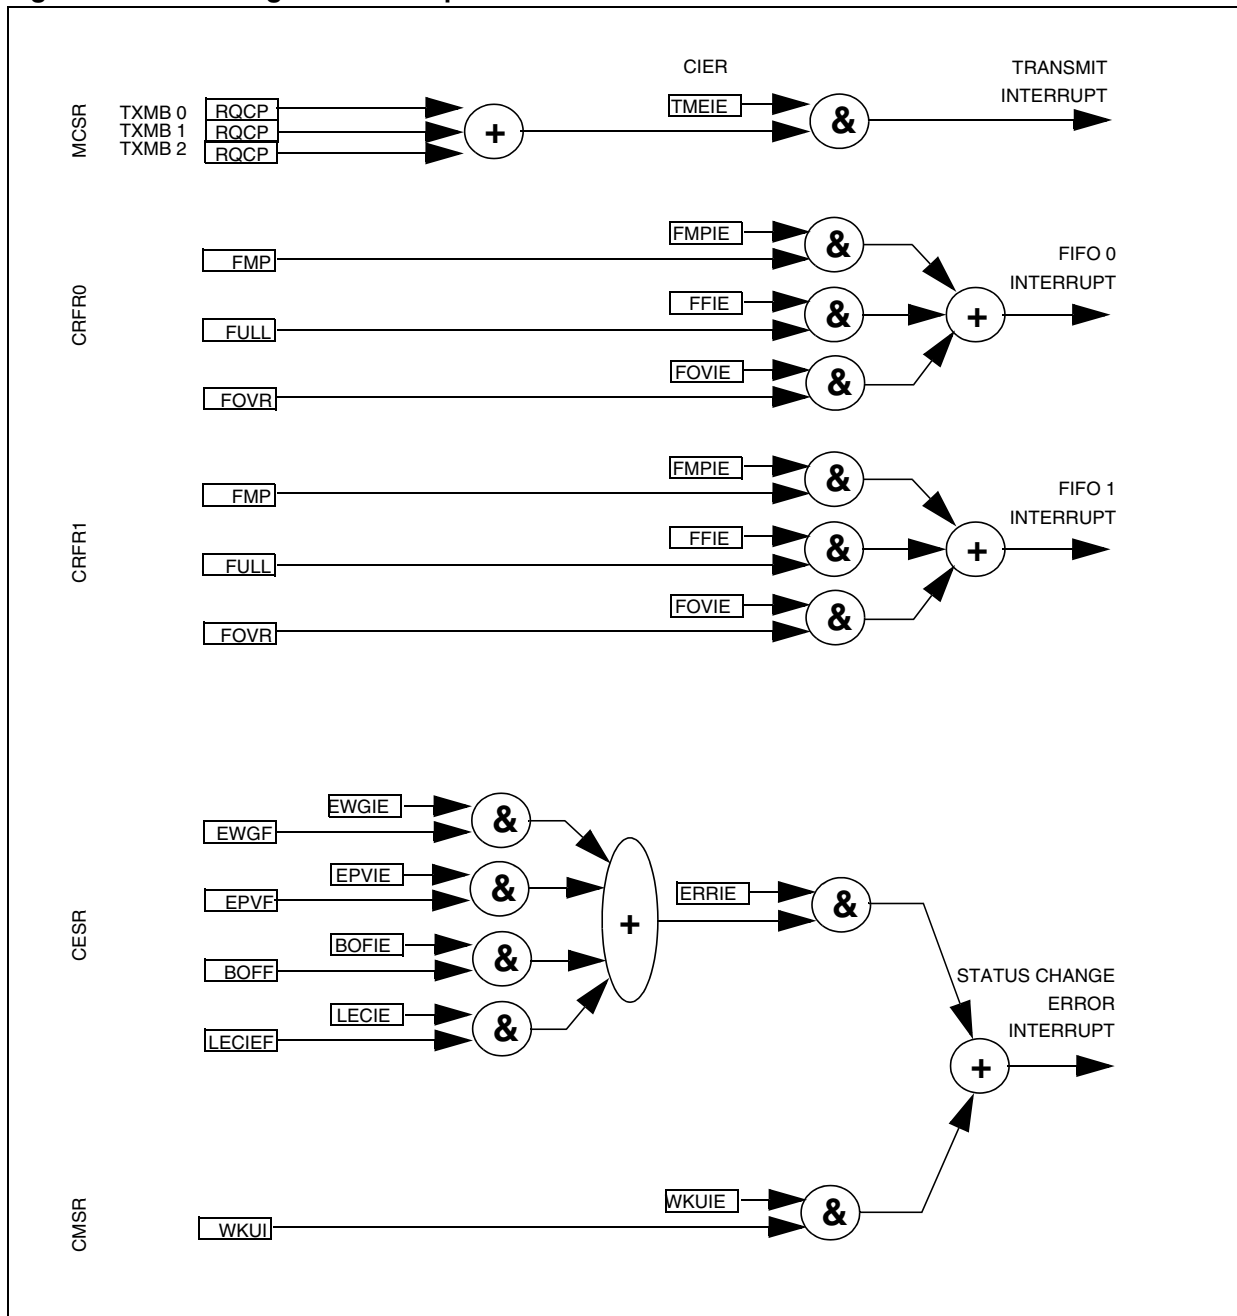 CIER
TRANSMIT
INTERRUPT
MCSR
TXMB 0
RQCP
TXMB 1
RQCP
TXMB 2
RQCP
TMEIE
&
+
CRFR0
FMPIE
&
FMP
FFIE
&
FULL
FOVIE
&
FOVR
+
FIFO 0
INTERRUPT
CRFR1
FMPIE
&
FMP
FFIE
&
FULL
FOVIE
&
FOVR
+
FIFO 1
INTERRUPT
CESR
EWGIE
&
EWGF
EPVIE
&
EPVF
BOFIE
&
BOFF
LECIE
&
LECIEF
+
ERRIE
&
STATUS CHANGE
ERROR
INTERRUPT
+
CMSR
WKUIE
&
WKUI